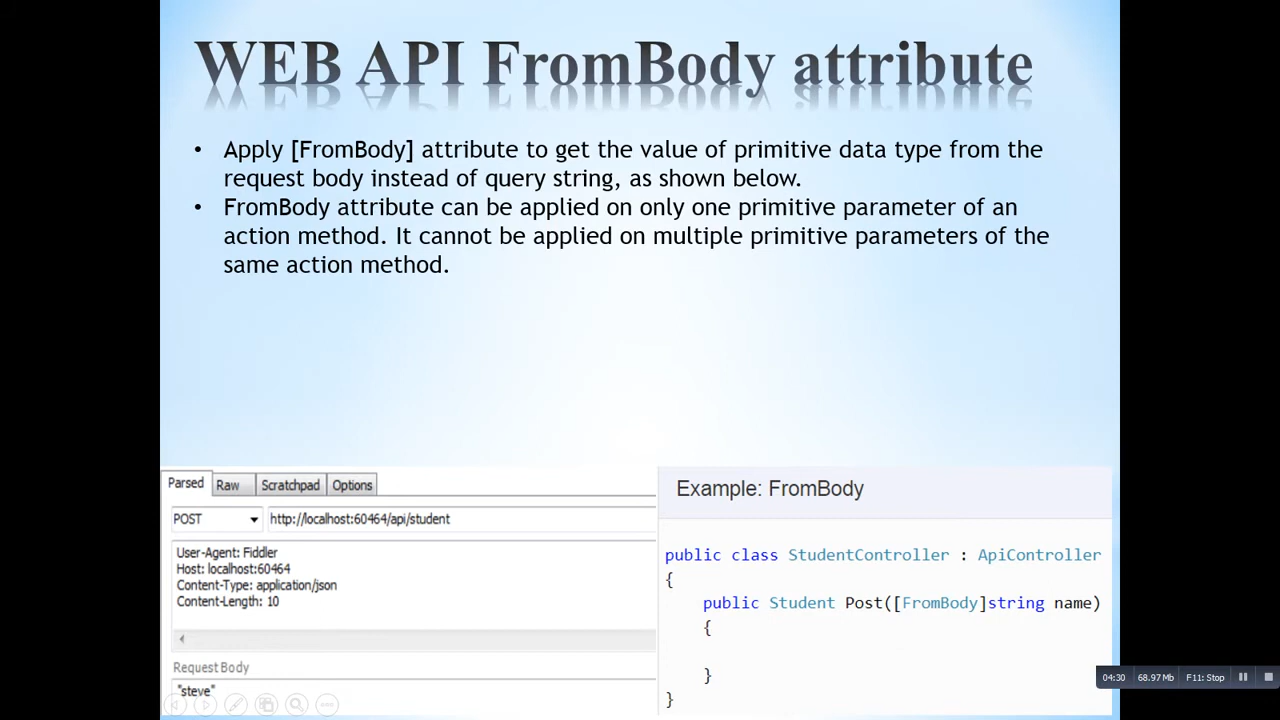 WEB API FromBody attribute
• Apply [FromBody] attribute to get the value of primitive data type from the
request body instead of query string, as shown below.
• FromBody attribute can be applied on only one primitive parameter of an
action method. It cannot be applied on multiple primitive parameters of the
same action method.
Parsed Raw Scratchpad Options
POST http://localhost:60464/api/student
User-Agent: Fiddler
Host: localhost:60464
Content-Type: application/json
Content-Length: 10
Request Body
"steve"
Example: FromBody
public class StudentController : ApiController
{
public Student Post([FromBody]string name)
{
}
}
04:30 68.97 Mb F11: Stop